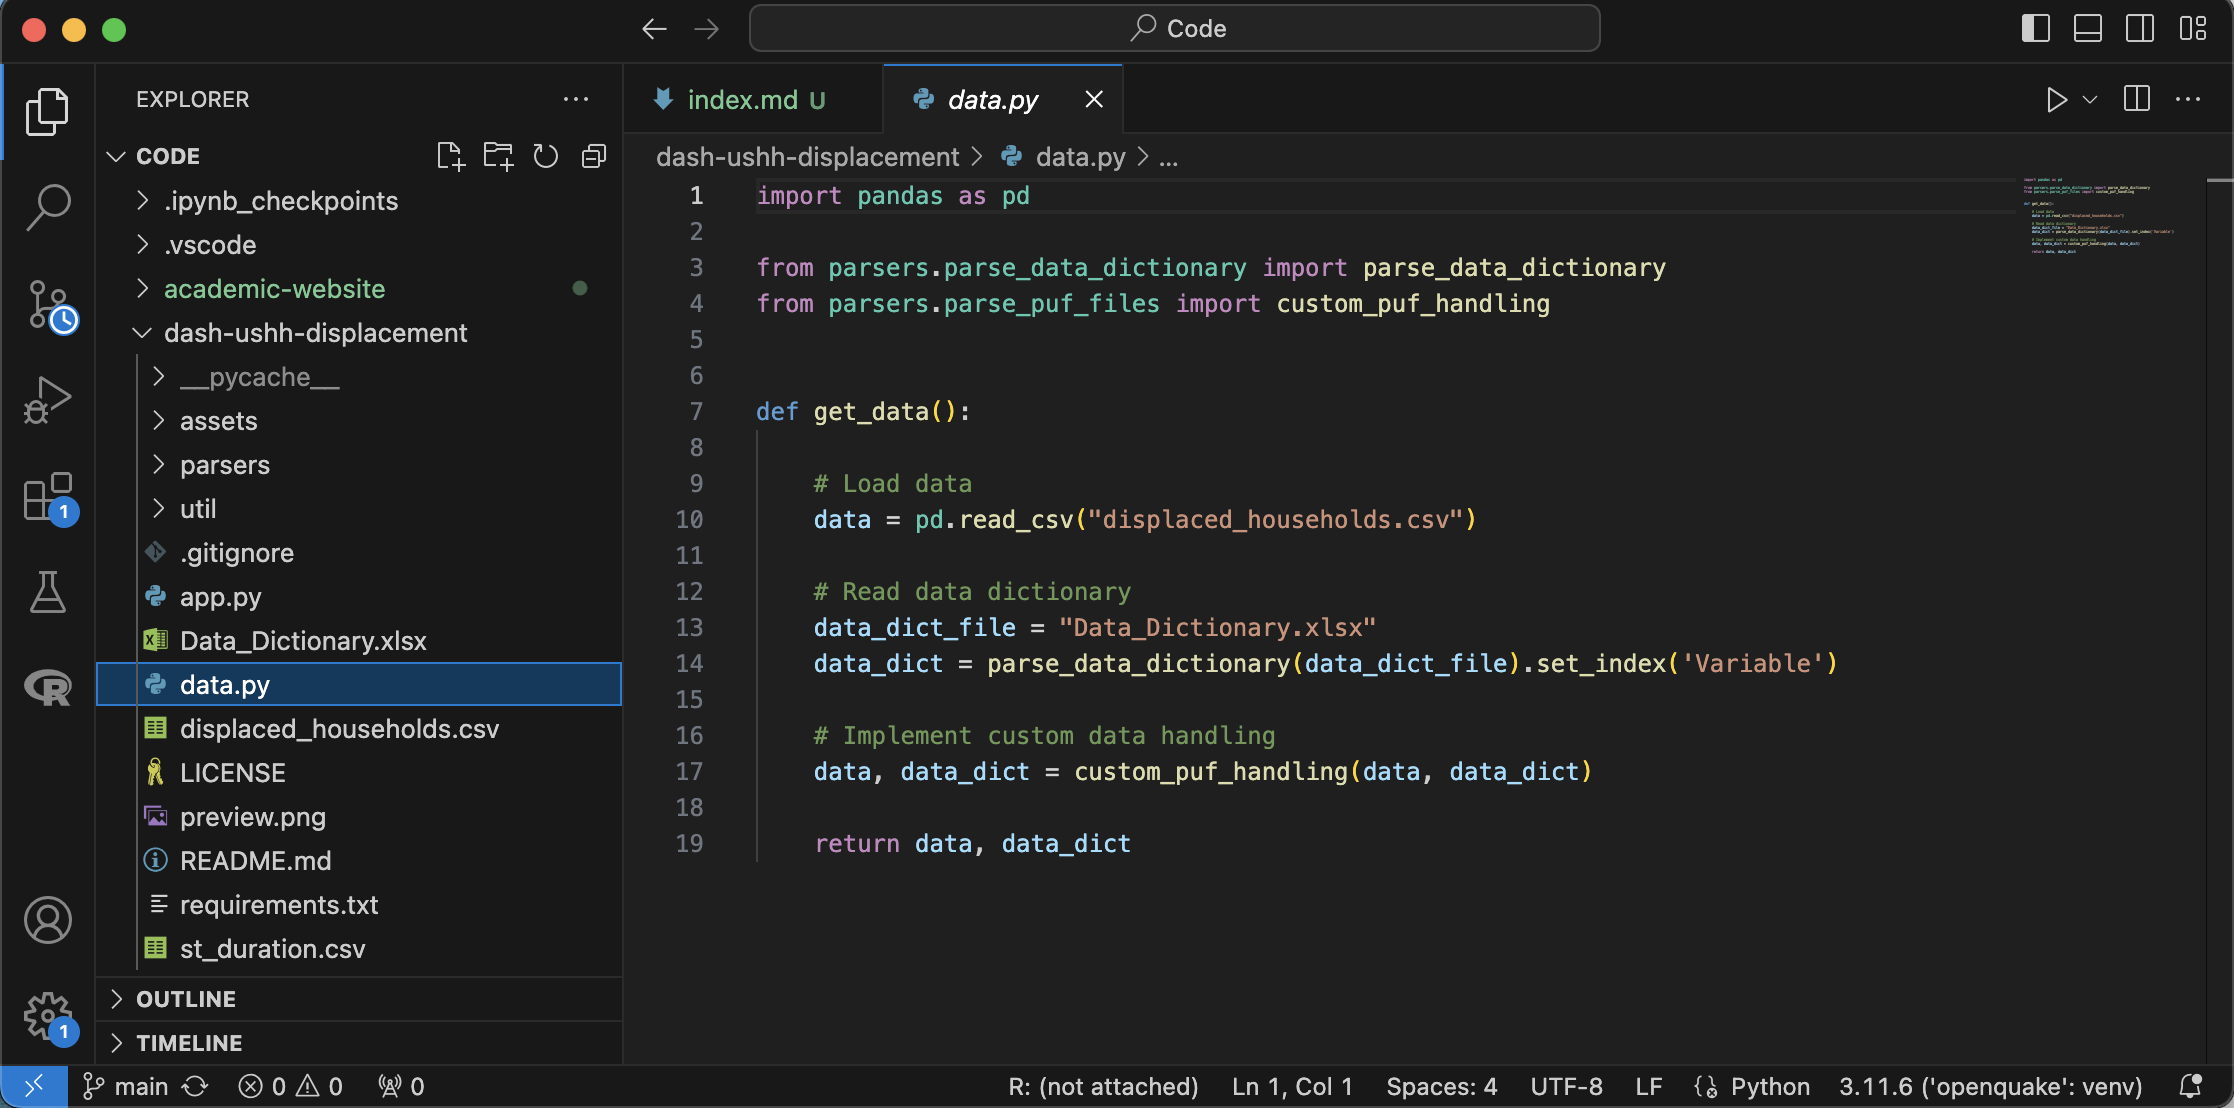 Code
EXPLORER
CODE
.ipynb_checkpoints
.vscode
academic-website
dash-ushh-displacement
__pycache__
assets
parsers
util
.gitignore
app.py
Data_Dictionary.xlsx
data.py
displaced_households.csv
LICENSE
preview.png
README.md
requirements.txt
st_duration.csv
OUTLINE
TIMELINE
1
1
index.md U
data.py
dash-ushh-displacement > data.py > ...
1 import pandas as pd
2
3 from parsers.parse_data_dictionary import parse_data_dictionary
4 from parsers.parse_puf_files import custom_puf_handling
5
6
7 def get_data():
8
9 # Load data
10 data = pd.read_csv("displaced_households.csv")
11
12 # Read data dictionary
13 data_dict_file = "Data_Dictionary.xlsx"
14 data_dict = parse_data_dictionary(data_dict_file).set_index('Variable')
15
16 # Implement custom data handling
17 data, data_dict = custom_puf_handling(data, data_dict)
18
19 return data, data_dict
main 0 0 0 R: (not attached) Ln 1, Col 1 Spaces: 4 UTF-8 LF Python 3.11.6 ('openquake': venv)